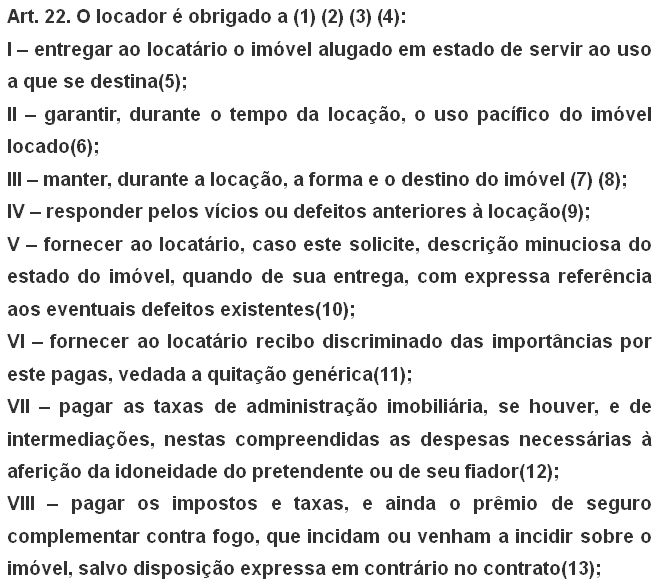 Art. 22. O locador é obrigado a (1) (2) (3) (4):
I – entregar ao locatário o imóvel alugado em estado de servir ao uso
a que se destina(5);
II – garantir, durante o tempo da locação, o uso pacífico do imóvel
locado(6);
III – manter, durante a locação, a forma e o destino do imóvel (7) (8);
IV – responder pelos vícios ou defeitos anteriores à locação(9);
V – fornecer ao locatário, caso este solicite, descrição minuciosa do
estado do imóvel, quando de sua entrega, com expressa referência
aos eventuais defeitos existentes(10);
VI – fornecer ao locatário recibo discriminado das importâncias por
este pagas, vedada a quitação genérica(11);
VII – pagar as taxas de administração imobiliária, se houver, e de
intermediações, nestas compreendidas as despesas necessárias à
aferição da idoneidade do pretendente ou de seu fiador(12);
VIII – pagar os impostos e taxas, e ainda o prêmio de seguro
complementar contra fogo, que incidam ou venham a incidir sobre o
imóvel, salvo disposição expressa em contrário no contrato(13);